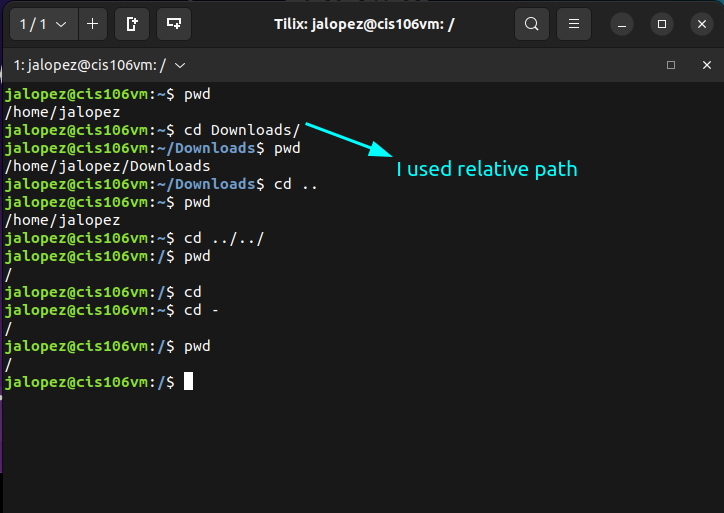 1 / 1
Tilix: jalopez@cis106vm: /
1: jalopez@cis106vm: /
jalopez@cis106vm:~$ pwd
/home/jalopez
jalopez@cis106vm:~$ cd Downloads/
jalopez@cis106vm:~/Downloads$ pwd
I used relative path
/home/jalopez/Downloads
jalopez@cis106vm:~/Downloads$ cd ..
jalopez@cis106vm:~$ pwd
/home/jalopez
jalopez@cis106vm:~$ cd ../../
jalopez@cis106vm:/$ pwd
/
jalopez@cis106vm:/$ cd
jalopez@cis106vm:~$ cd -
/
jalopez@cis106vm:/$ pwd
/
jalopez@cis106vm:/$